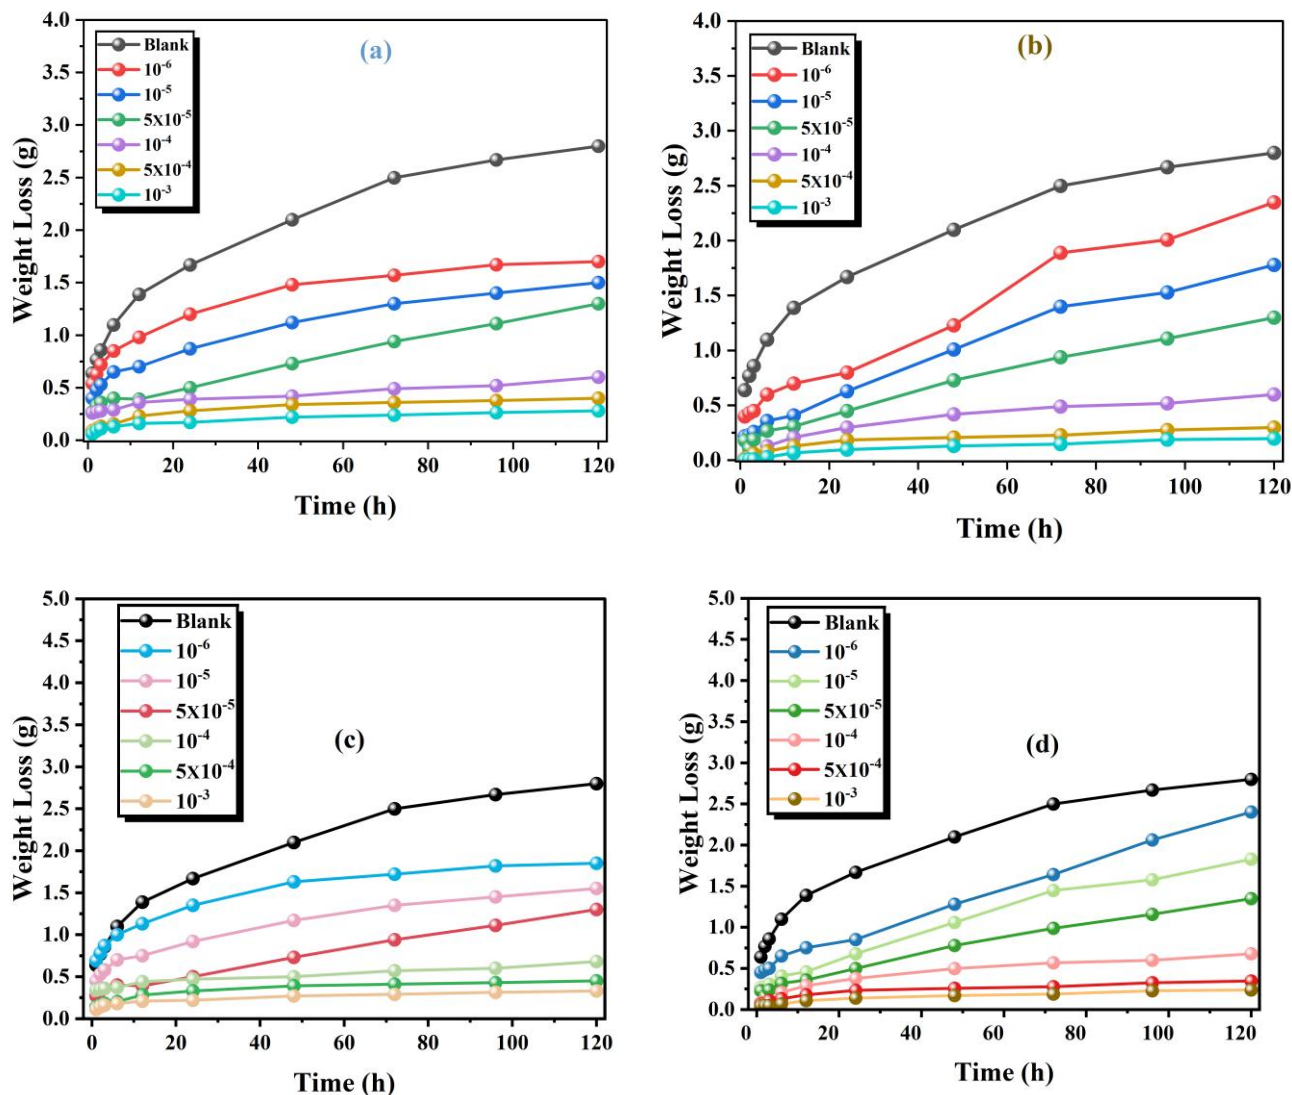 (a)
Blank
10⁻⁶
10⁻⁵
5X10⁻⁵
10⁻⁴
5X10⁻⁴
10⁻³
Weight Loss (g)
4.0
3.5
3.0
2.5
2.0
1.5
1.0
0.5
0.0
0 20 40 60 80 100 120
Time (h)
(b)
Blank
10⁻⁶
10⁻⁵
5X10⁻⁵
10⁻⁴
5X10⁻⁴
10⁻³
Weight Loss (g)
4.0
3.5
3.0
2.5
2.0
1.5
1.0
0.5
0.0
0 20 40 60 80 100 120
Time (h)
(c)
Blank
10⁻⁶
10⁻⁵
5X10⁻⁵
10⁻⁴
5X10⁻⁴
10⁻³
Weight Loss (g)
5.0
4.5
4.0
3.5
3.0
2.5
2.0
1.5
1.0
0.5
0.0
0 20 40 60 80 100 120
Time (h)
(d)
Blank
10⁻⁶
10⁻⁵
5X10⁻⁵
10⁻⁴
5X10⁻⁴
10⁻³
Weight Loss (g)
5.0
4.5
4.0
3.5
3.0
2.5
2.0
1.5
1.0
0.5
0.0
0 20 40 60 80 100 120
Time (h)